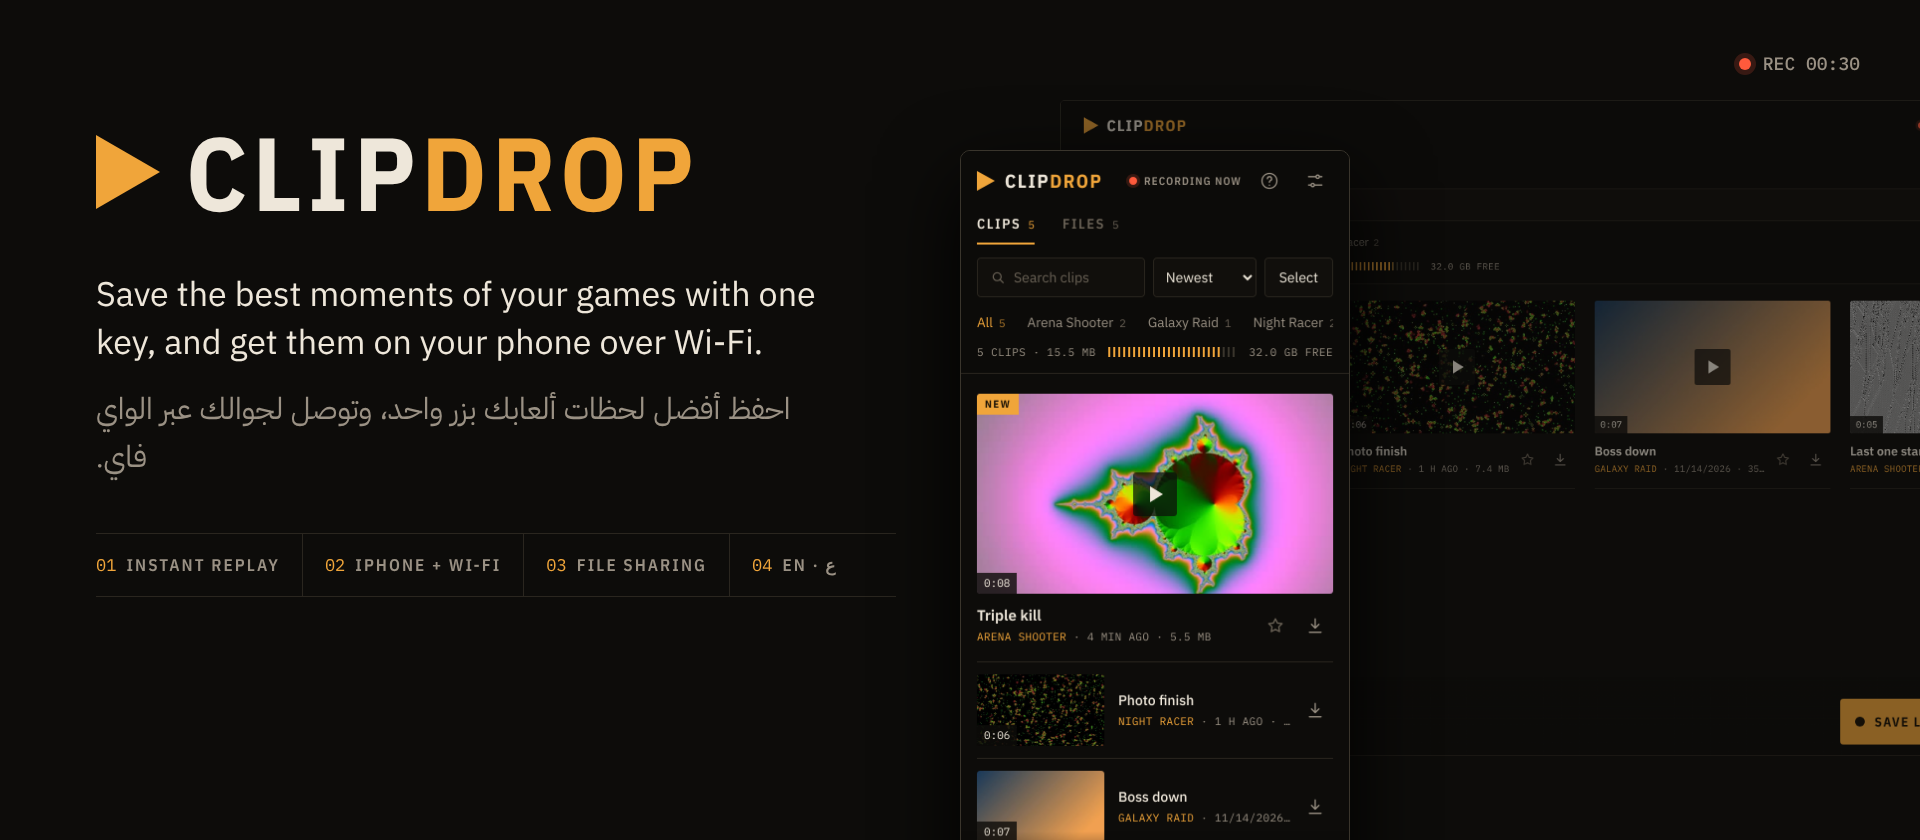 REC 00:30
CLIPDROP
Save the best moments of your games with one
key, and get them on your phone over Wi-Fi.
احفظ أفضل لحظات ألعابك بزر واحد، وتوصل لجوالك عبر الواي
فاي.
01 INSTANT REPLAY
02 IPHONE + WI-FI
03 FILE SHARING
04 EN · ع
CLIPDROP
RECORDING NOW
CLIPS 5
FILES 5
Search clips
Newest
Select
All 5
Arena Shooter 2
Galaxy Raid 1
Night Racer 2
5 CLIPS · 15.5 MB
32.0 GB FREE
NEW
0:08
Triple kill
ARENA SHOOTER · 4 MIN AGO · 5.5 MB
0:06
Photo finish
NIGHT RACER · 1 H AGO · …
0:07
Boss down
GALAXY RAID · 11/14/2026…
CLIPDROP
2
32.0 GB FREE
:06
finish
RACER · 1 H AGO · 7.4 MB
0:07
Boss down
GALAXY RAID · 11/14/2026 · 35…
0:05
Last one
ARENA
SAVE